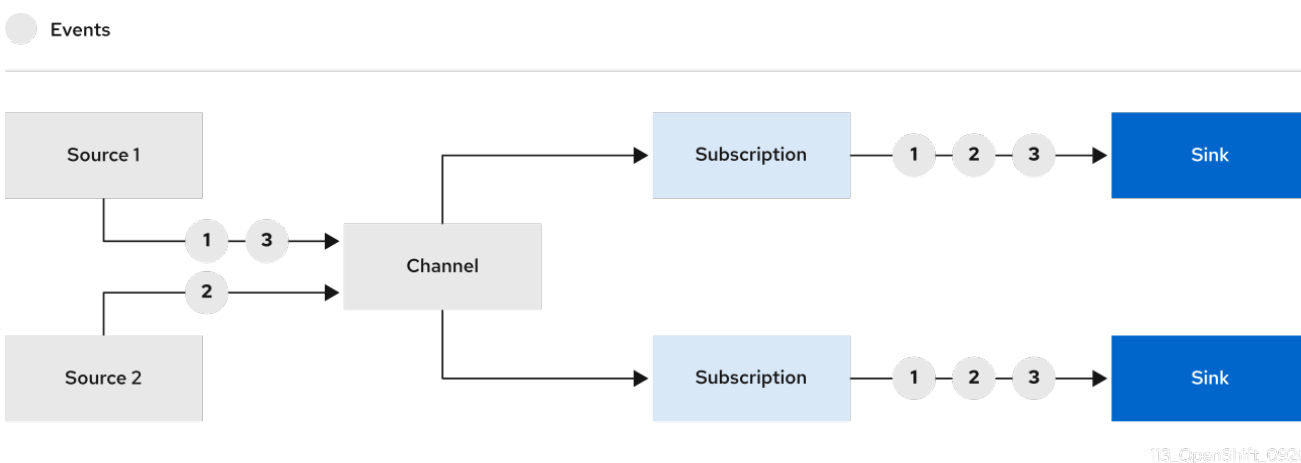 Events
Source 1
Subscription
1 2 3
Sink
1 3
Channel
2
Source 2
Subscription
1 2 3
Sink
113_OpenShift_092